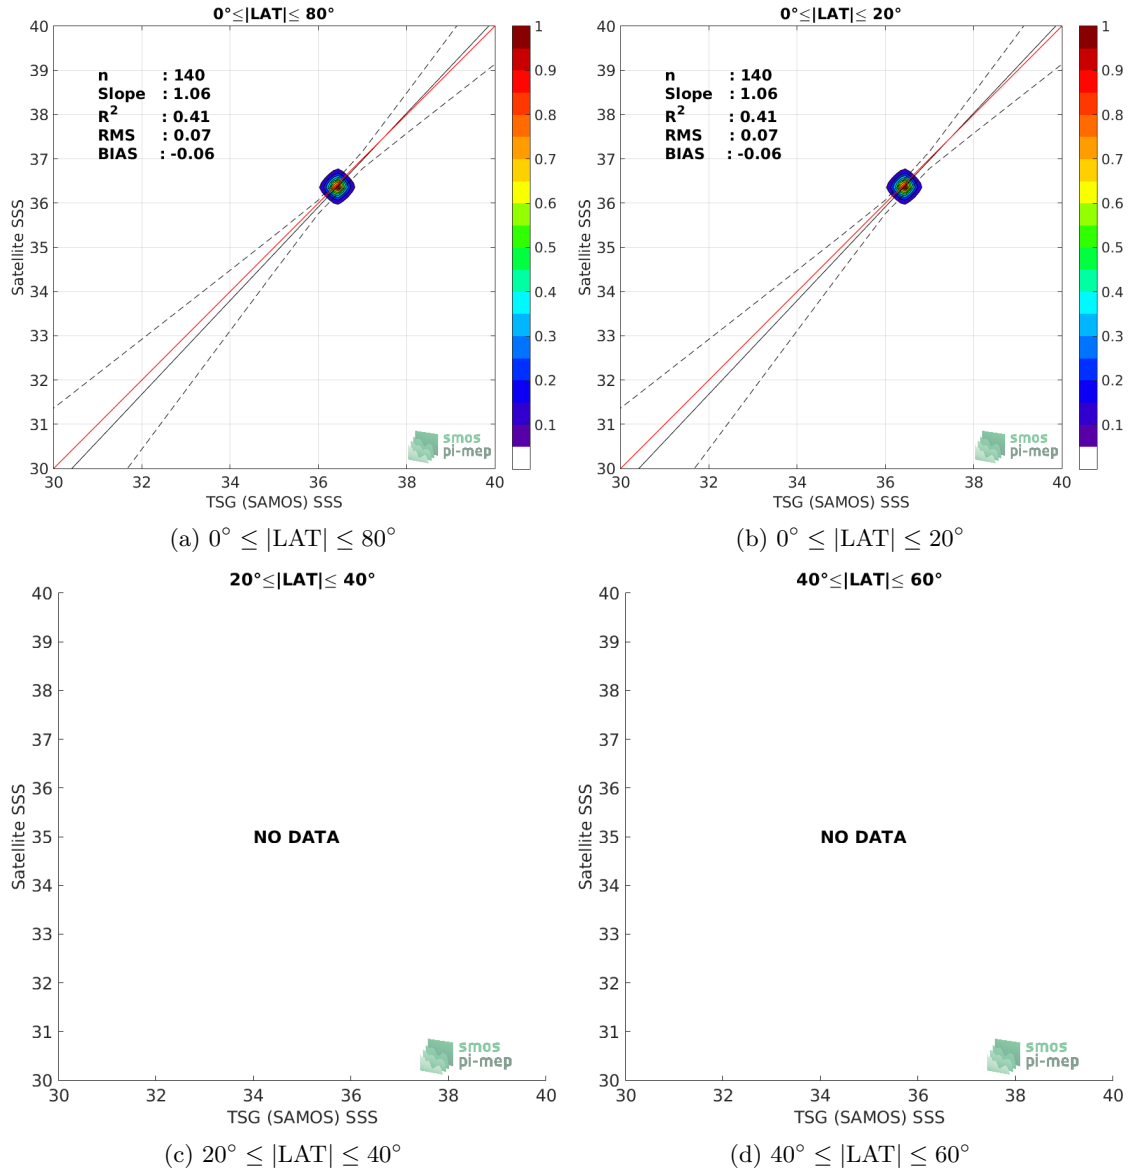 0°≤|LAT|≤ 80°
40
39
38
37
36
35
34
33
32
31
30
Satellite SSS
n : 140
Slope : 1.06
R² : 0.41
RMS : 0.07
BIAS : -0.06
smos
pi-mep
30 32 34 36 38 40
TSG (SAMOS) SSS
1
0.9
0.8
0.7
0.6
0.5
0.4
0.3
0.2
0.1
(a) 0° ≤ |LAT| ≤ 80°
0°≤|LAT|≤ 20°
40
39
38
37
36
35
34
33
32
31
30
Satellite SSS
n : 140
Slope : 1.06
R² : 0.41
RMS : 0.07
BIAS : -0.06
smos
pi-mep
30 32 34 36 38 40
TSG (SAMOS) SSS
1
0.9
0.8
0.7
0.6
0.5
0.4
0.3
0.2
0.1
(b) 0° ≤ |LAT| ≤ 20°
20°≤|LAT|≤ 40°
40
39
38
37
36
35
34
33
32
31
30
Satellite SSS
NO DATA
smos
pi-mep
30 32 34 36 38 40
TSG (SAMOS) SSS
(c) 20° ≤ |LAT| ≤ 40°
40°≤|LAT|≤ 60°
40
39
38
37
36
35
34
33
32
31
30
Satellite SSS
NO DATA
smos
pi-mep
30 32 34 36 38 40
TSG (SAMOS) SSS
(d) 40° ≤ |LAT| ≤ 60°